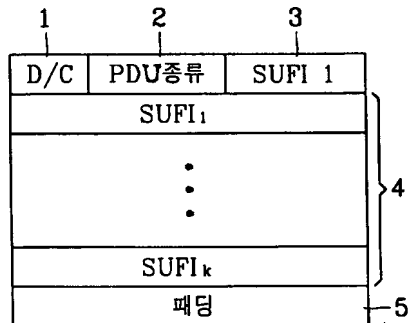 1 2 3
D/C PDU종류 SUFI 1
SUFI₁
4
SUFIₖ
패딩 5